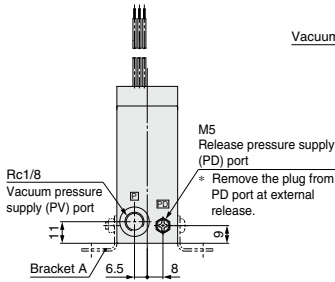 Vacuum
M5
Release pressure supply
(PD) port
* Remove the plug from
PD port at external
release.
Rc1/8
Vacuum pressure
supply (PV) port
P
PD
11
9
Bracket A
6.5
8